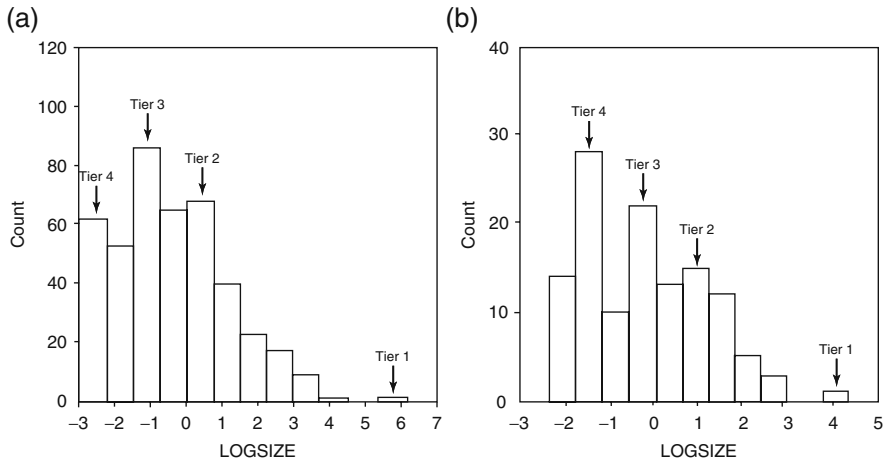 (a)
120
100
80
60
40
20
0
Count
Tier 4
Tier 3
Tier 2
Tier 1
–3 –2 –1 0 1 2 3 4 5 6 7
LOGSIZE
(b)
40
30
20
10
0
Count
Tier 4
Tier 3
Tier 2
Tier 1
–3 –2 –1 0 1 2 3 4 5
LOGSIZE